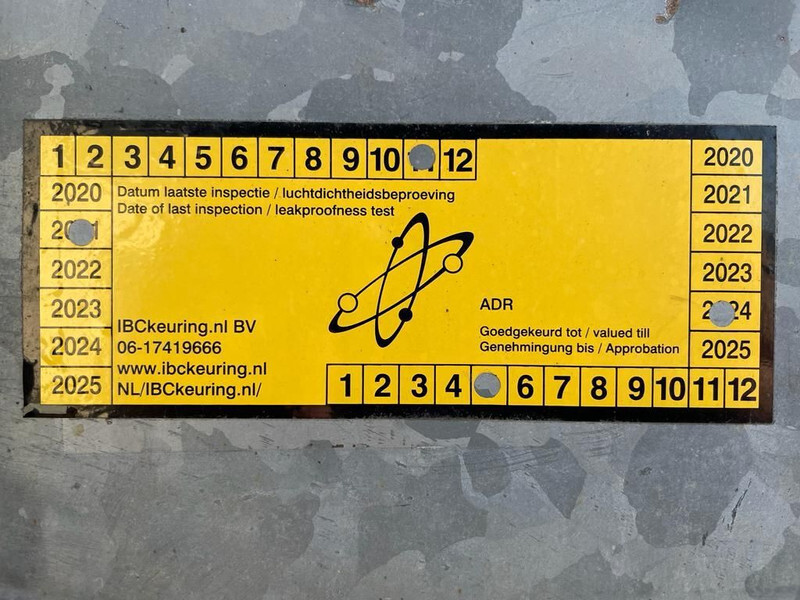 1 2 3 4 5 6 7 8 9 10 12
2020 Datum laatste inspectie / luchtdichtheidsbeproeving
Date of last inspection / leakproofness test
2022
2023
2024
2025
IBCkeuring.nl BV
06-17419666
www.ibckeuring.nl
NL/IBCkeuring.nl/
2020
2021
2022
2023
2025
ADR
Goedgekeurd tot / valued till
Genehmingung bis / Approbation
1 2 3 4 6 7 8 9 10 11 12